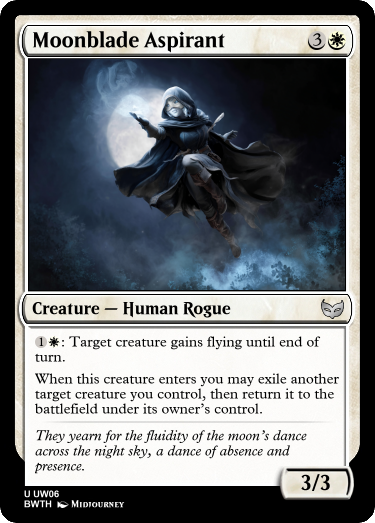 Moonblade Aspirant 3
Creature — Human Rogue
1: Target creature gains flying until end of
turn.
When this creature enters you may exile another
target creature you control, then return it to the
battlefield under its owner's control.
They yearn for the fluidity of the moon's dance
across the night sky, a dance of absence and
presence.
3/3
U UW06
BWTH Midjourney